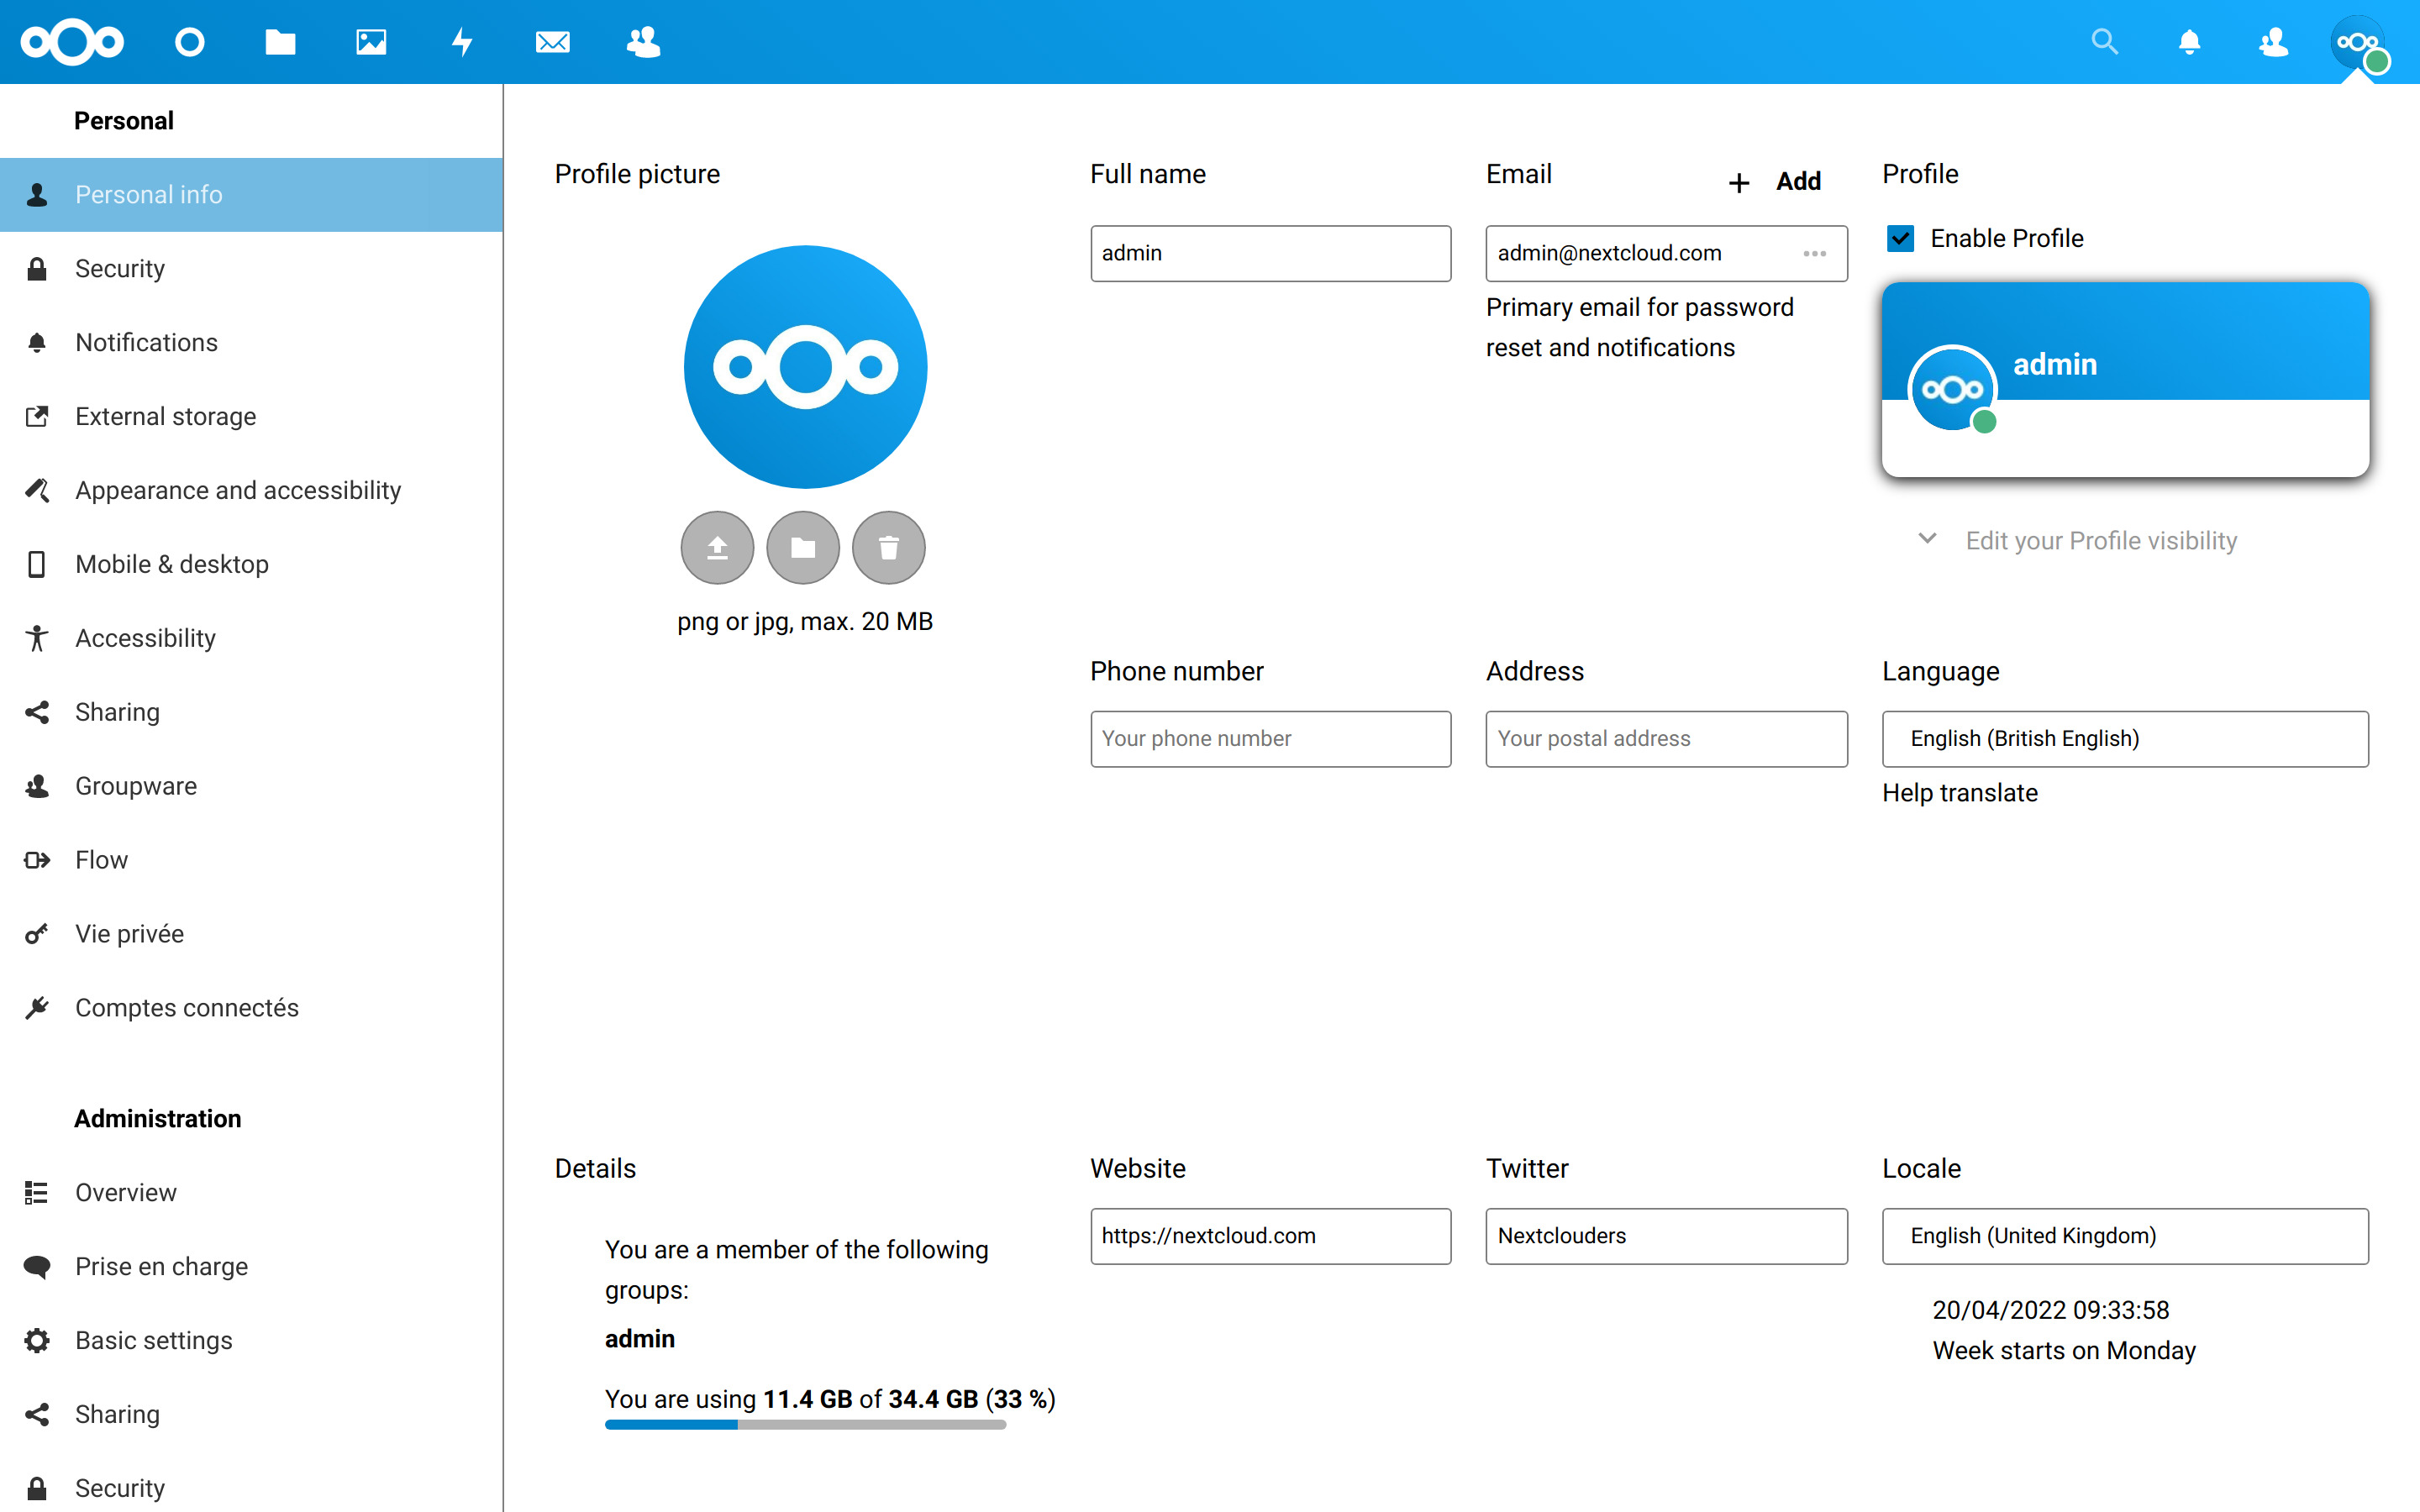 Personal
Personal info
Security
Notifications
External storage
Appearance and accessibility
Mobile & desktop
Accessibility
Sharing
Groupware
Flow
Vie privée
Comptes connectés
Administration
Overview
Prise en charge
Basic settings
Sharing
Security
Profile picture
png or jpg, max. 20 MB
Full name
admin
Email
Add
admin@nextcloud.com
Primary email for password
reset and notifications
Profile
Enable Profile
admin
Edit your Profile visibility
Phone number
Your phone number
Address
Your postal address
Language
English (British English)
Help translate
Details
You are a member of the following
groups:
admin
You are using 11.4 GB of 34.4 GB (33 %)
Website
https://nextcloud.com
Twitter
Nextclouders
Locale
English (United Kingdom)
20/04/2022 09:33:58
Week starts on Monday